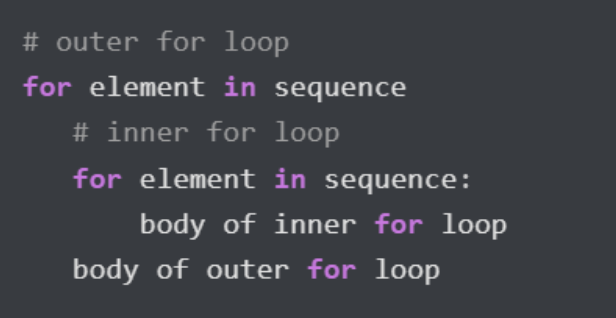 # outer for loop
for element in sequence
# inner for loop
for element in sequence:
body of inner for loop
body of outer for loop